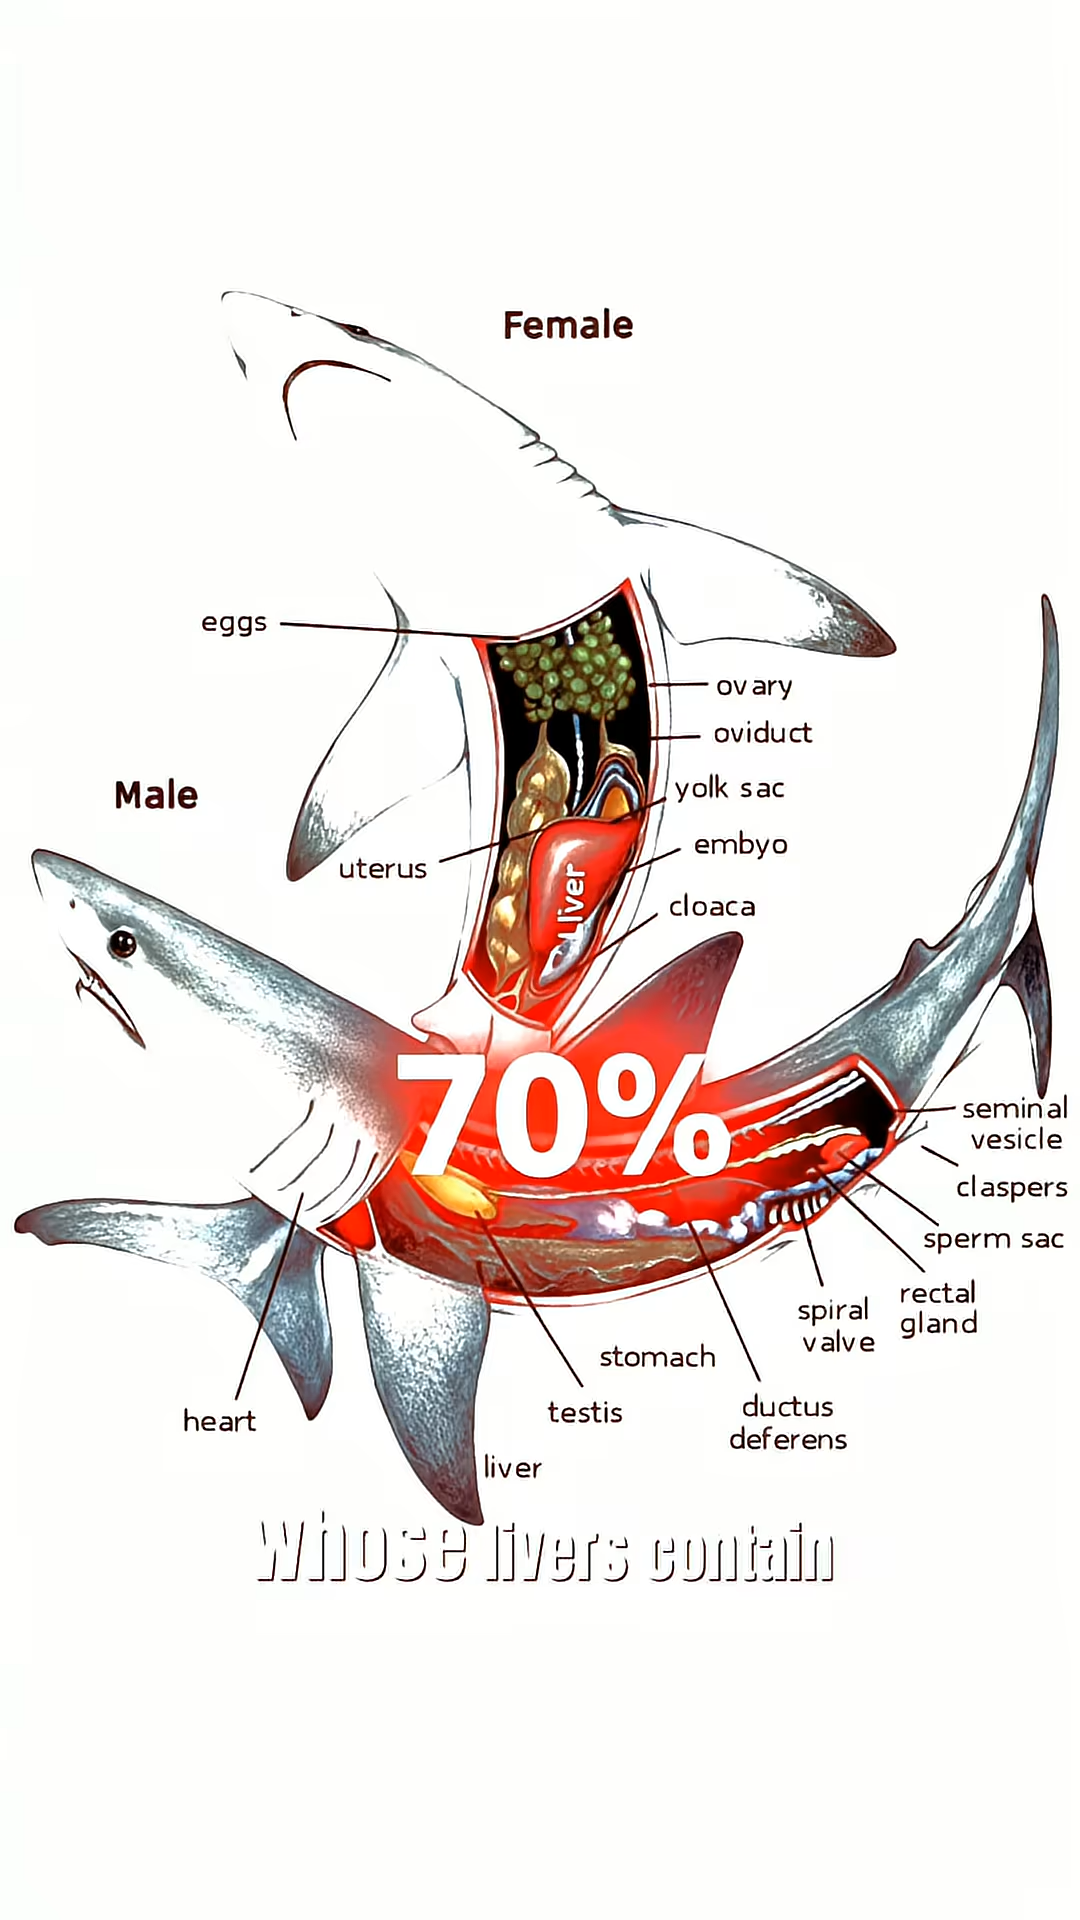 Female
eggs
ovary
oviduct
yolk sac
Male
embyo
uterus
Liver
cloaca
70%
seminal
vesicle
claspers
sperm sac
rectal
gland
spiral
valve
stomach
testis
ductus
deferens
heart
liver
Whose livers contain